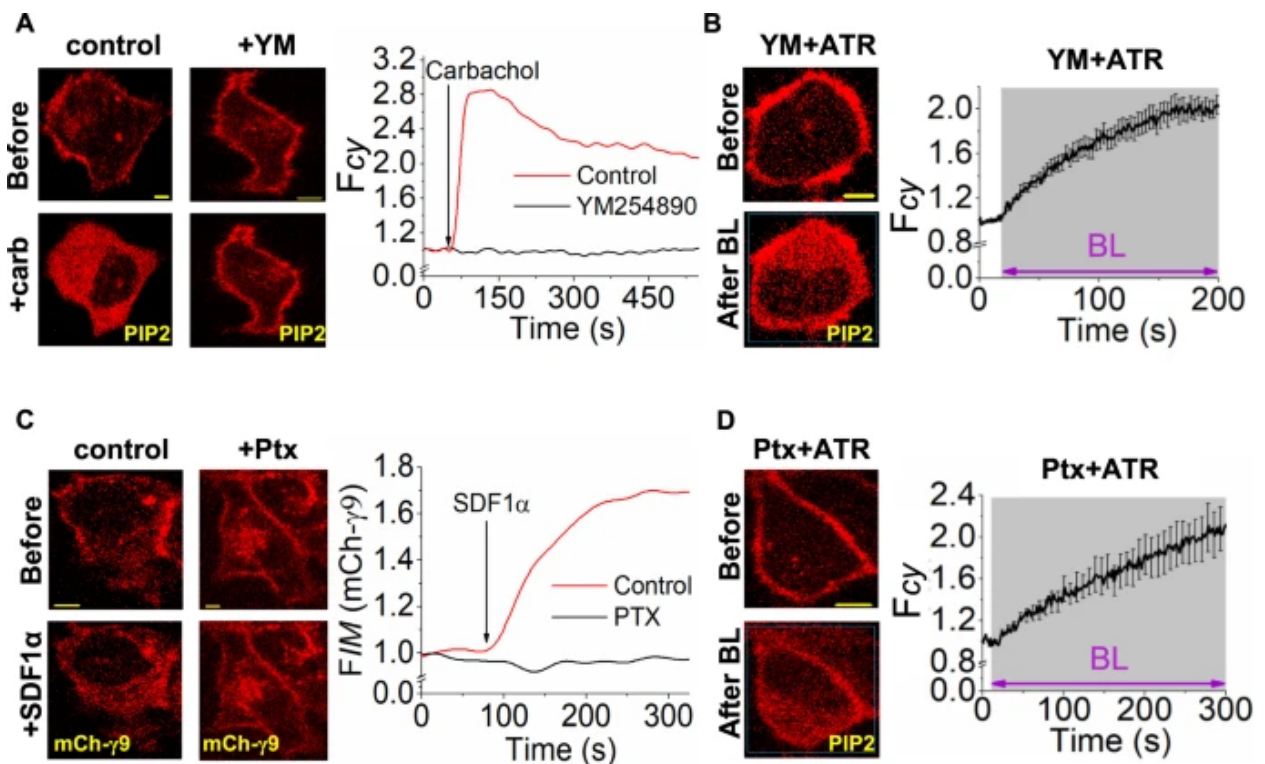 A
control
+YM
Before
+carb
PIP2
PIP2
Fcy
3.2
2.8
2.4
2.0
1.6
1.2
0.0
Carbachol
Control
YM254890
0
150
300
450
Time (s)
B
YM+ATR
Before
After BL
PIP2
YM+ATR
Fcy
2.0
1.6
1.2
0.8
0.0
BL
0
100
200
Time (s)
C
control
+Ptx
Before
+SDF1α
mCh-γ9
mCh-γ9
FIM (mCh-γ9)
1.8
1.6
1.4
1.2
1.0
0.0
SDF1α
Control
PTX
0
100
200
300
Time (s)
D
Ptx+ATR
Before
After BL
PIP2
Ptx+ATR
Fcy
2.4
2.0
1.6
1.2
0.8
0.0
BL
0
100
200
300
Time (s)